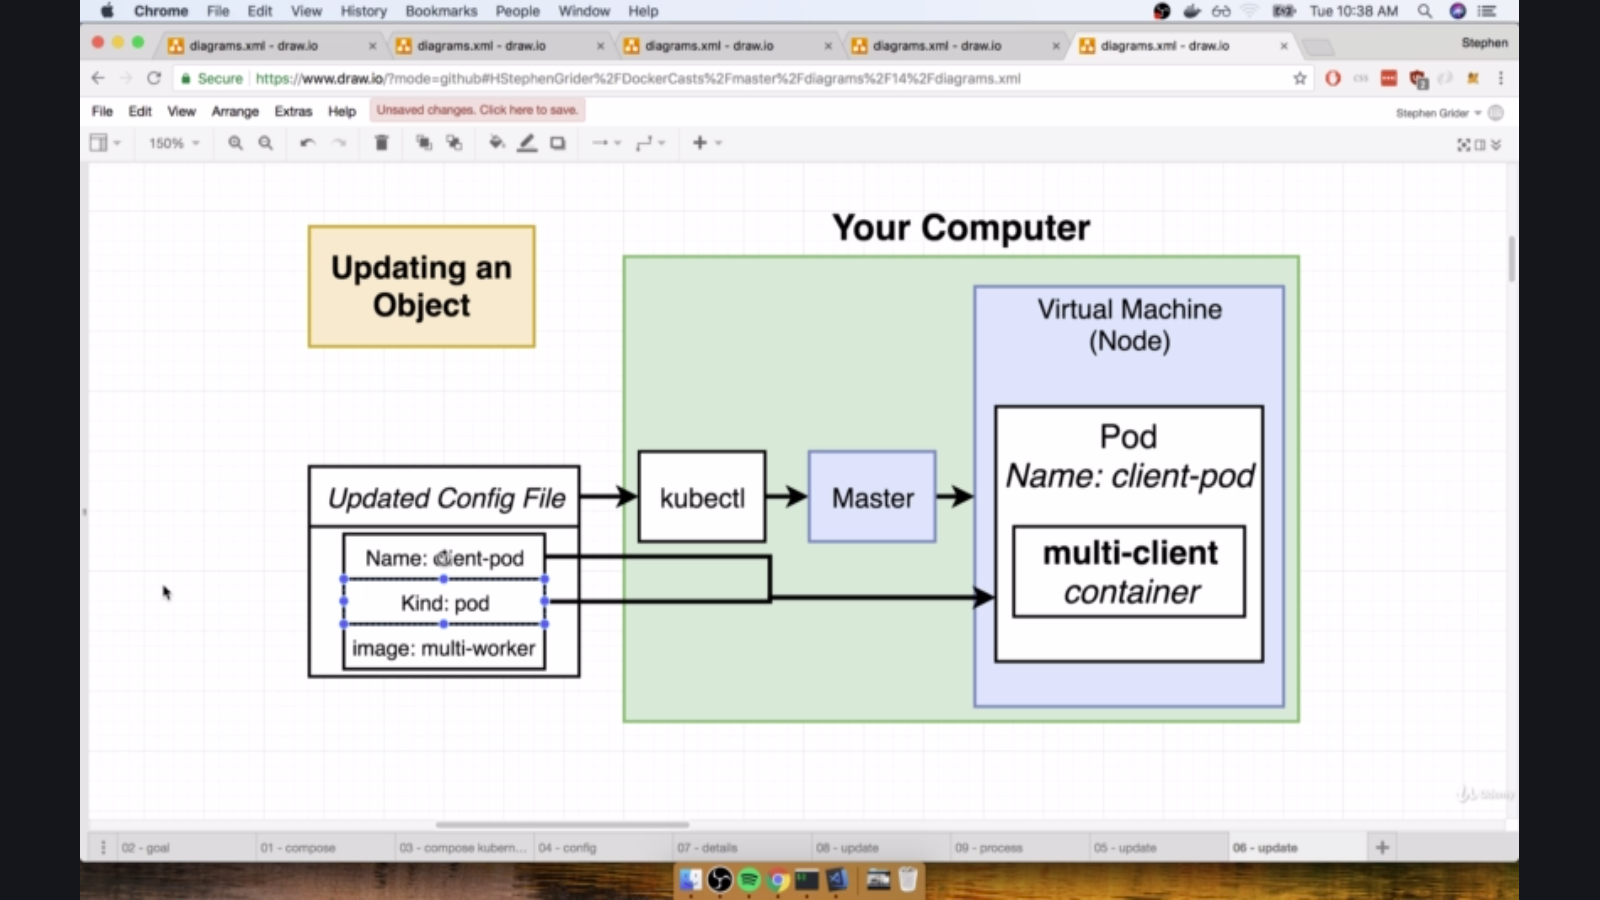 Chrome File Edit View History Bookmarks People Window Help Tue 10:38 AM
diagrams.xml - draw.io diagrams.xml - draw.io diagrams.xml - draw.io diagrams.xml - draw.io diagrams.xml - draw.io Stephen
Secure https://www.draw.io/?mode=github#HStephenGrider%2FDockerCasts%2Fmaster%2Fdiagrams%2F14%2Fdiagrams.xml
File Edit View Arrange Extras Help Unsaved changes. Click here to save. Stephen Grider
150%
Your Computer
Updating an
Object
Virtual Machine
(Node)
Pod
Name: client-pod
Updated Config File
kubectl
Master
multi-client
container
Name: client-pod
Kind: pod
image: multi-worker
Udemy
02 - goal 01 - compose 03 - compose kubern... 04 - config 07 - details 08 - update 09 - process 05 - update 06 - update